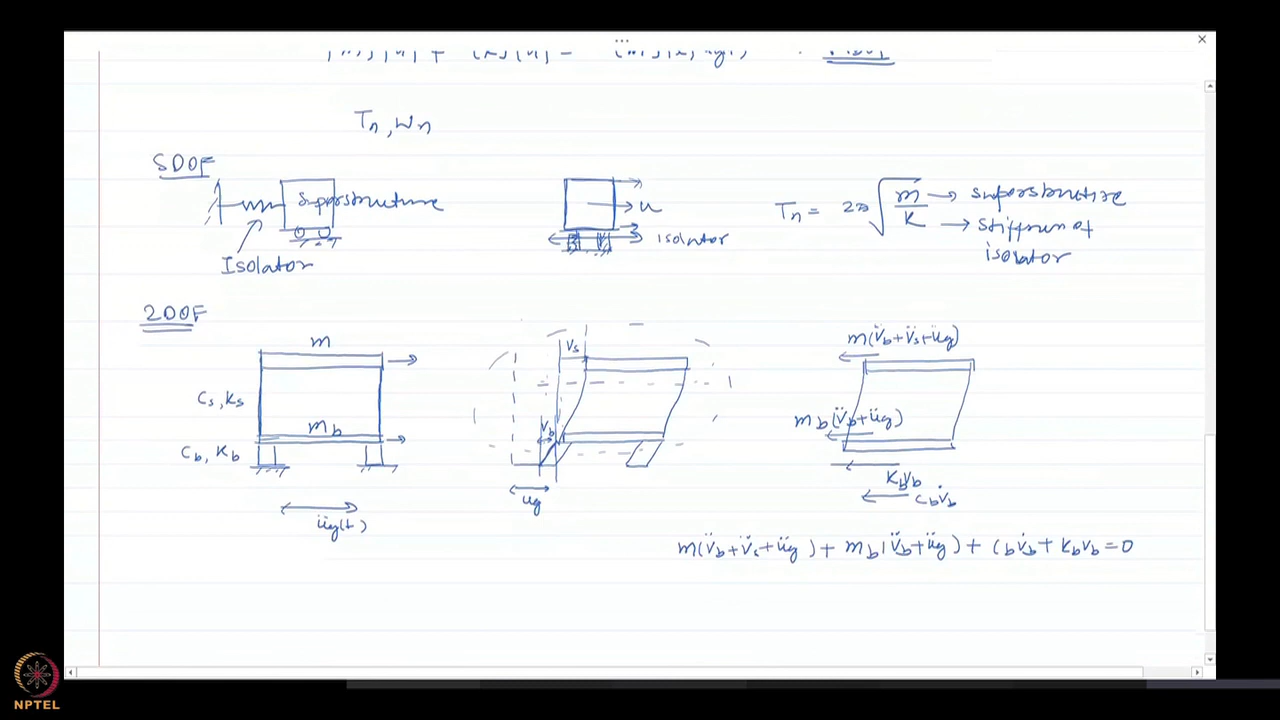 Tn, wn
SDOF
Superstructure
Isolator
u
isolator
Tn = 2π √ m/k → superstructure
→ stiffness of isolator
2DOF
m
Cs, Ks
mb
Cb, Kb
üg(t)
Vs
Vb
ug
m(V̈b+V̈s+üg)
mb(V̈b+üg)
KbVb
CbV̇b
m(V̈b+V̈s+üg) + mb(V̈b+üg) + CbV̇b + KbVb = 0
NPTEL